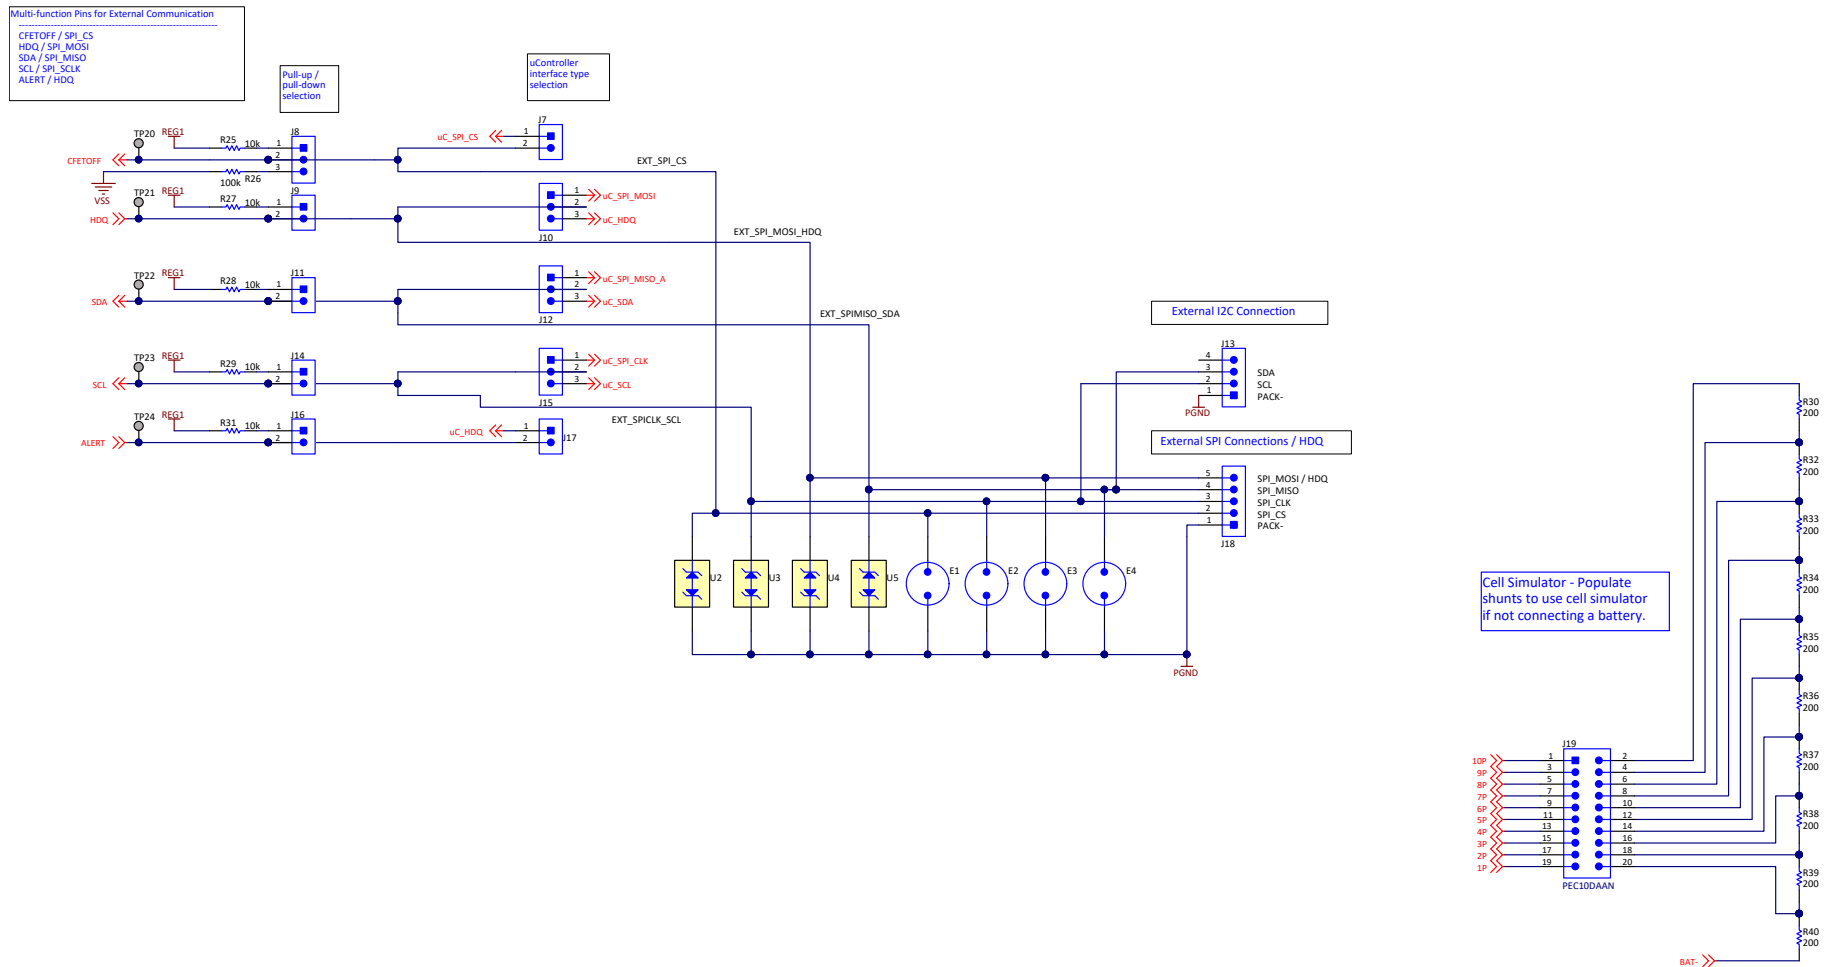 Multi-function Pins for External Communication
CFETOFF / SPI_CS
HDQ / SPI_MOSI
SDA / SPI_MISO
SCL / SPI_SCLK
ALERT / HDQ
Pull-up /
pull-down
selection
uController
interface type
selection
TP20
REG1
R25
10k
J8
1
2
3
CFETOFF
100k
R26
VSS
J7
uC_SPI_CS
1
2
EXT_SPI_CS
TP21
REG1
R27
10k
J9
1
2
HDQ
1
2
3
uC_SPI_MOSI
uC_HDQ
J10
EXT_SPI_MOSI_HDQ
TP22
REG1
R28
10k
J11
1
2
SDA
1
2
3
uC_SPI_MISO_A
uC_SDA
J12
EXT_SPIMISO_SDA
TP23
REG1
R29
10k
J14
1
2
SCL
1
2
3
uC_SPI_CLK
uC_SCL
J15
EXT_SPICLK_SCL
TP24
REG1
R31
10k
J16
1
2
ALERT
uC_HDQ
1
2
J17
External I2C Connection
J13
4
3
2
1
SDA
SCL
PACK-
PGND
External SPI Connections / HDQ
5
4
3
2
1
SPI_MOSI / HDQ
SPI_MISO
SPI_CLK
SPI_CS
PACK-
J18
U2
U3
U4
U5
E1
E2
E3
E4
PGND
Cell Simulator - Populate
shunts to use cell simulator
if not connecting a battery.
R30
200
R32
200
R33
200
R34
200
R35
200
R36
200
R37
200
R38
200
R39
200
R40
200
J19
10P 1 2
9P 3 4
8P 5 6
7P 7 8
6P 9 10
5P 11 12
4P 13 14
3P 15 16
2P 17 18
1P 19 20
PEC10DAAN
BAT-